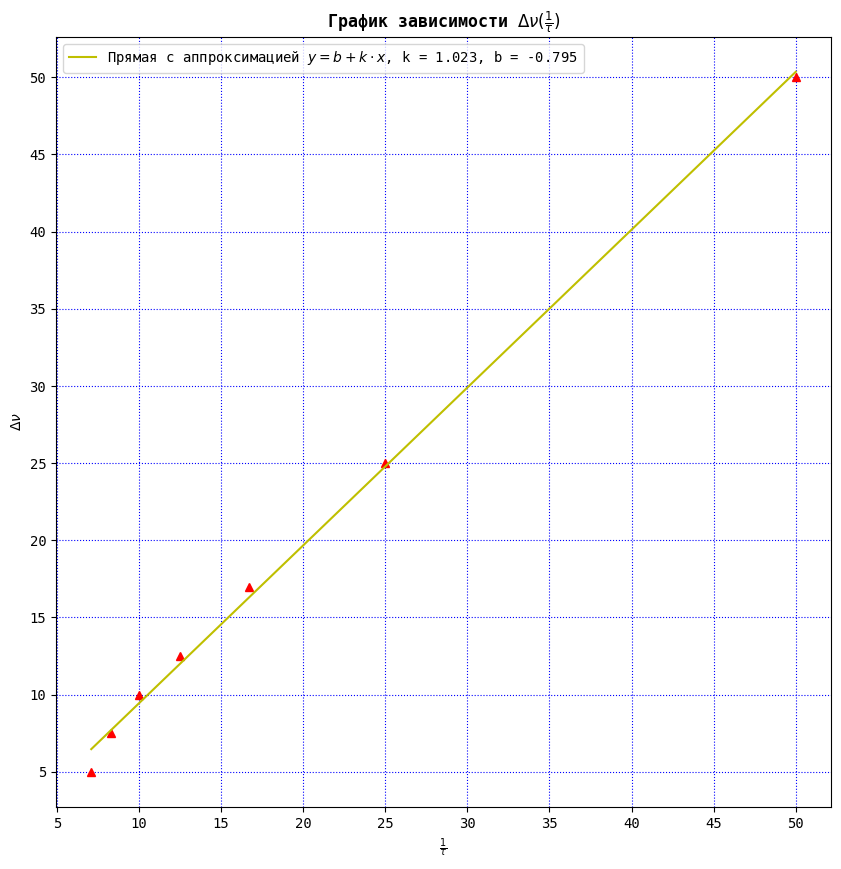 График зависимости Δν(1/τ)
Прямая с аппроксимацией y = b + k · x, k = 1.023, b = -0.795
50
45
40
35
30
25
20
15
10
5
Δν
5 10 15 20 25 30 35 40 45 50
1/τ